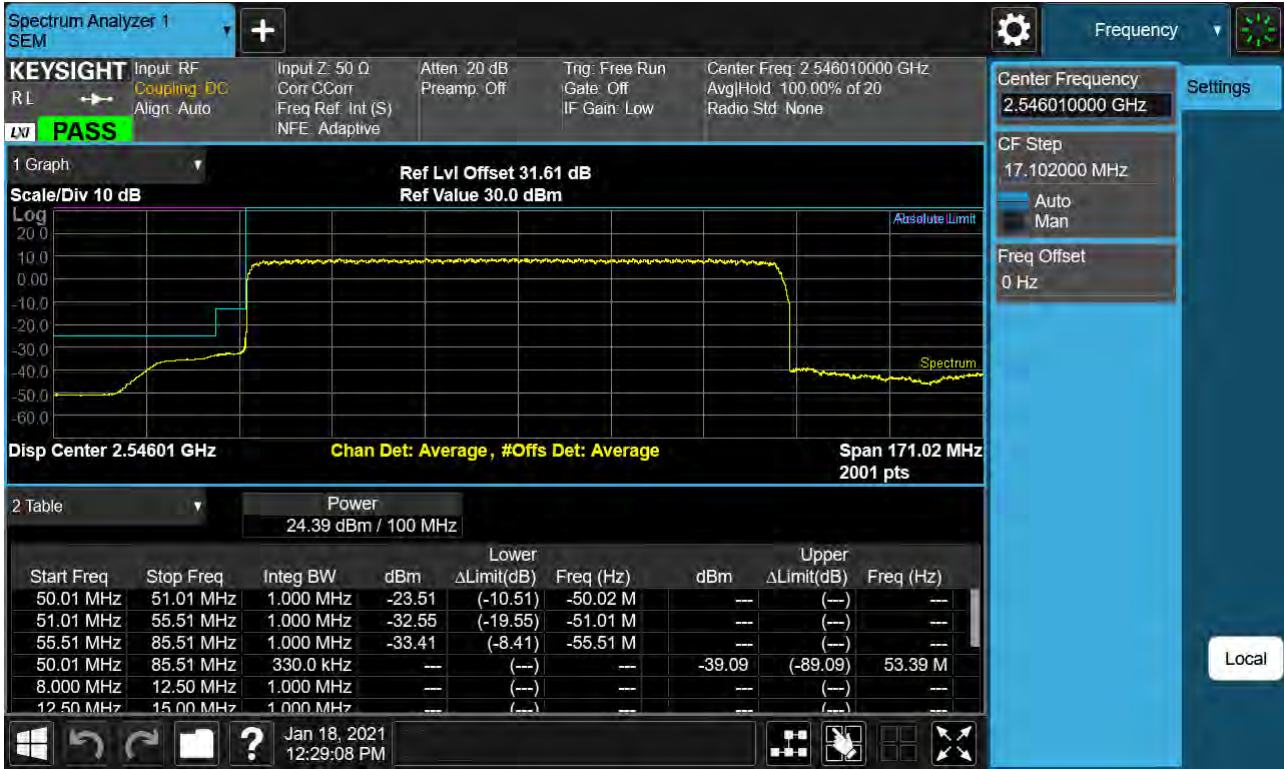 Spectrum Analyzer 1
SEM
Frequency
KEYSIGHT
RL
LXI
PASS
Input: RF
Coupling: DC
Align: Auto
Input Z: 50 Ω
Corr CCorr
Freq Ref: Int (S)
NFE: Adaptive
Atten: 20 dB
Preamp: Off
Trig: Free Run
Gate: Off
IF Gain: Low
Center Freq: 2.546010000 GHz
Avg|Hold: 100.00% of 20
Radio Std: None
Center Frequency
2.546010000 GHz
Settings
CF Step
17.102000 MHz
Auto
Man
Freq Offset
0 Hz
Local
1 Graph
Scale/Div 10 dB
Ref Lvl Offset 31.61 dB
Ref Value 30.0 dBm
Log
20.0
10.0
0.00
-10.0
-20.0
-30.0
-40.0
-50.0
-60.0
Absolute Limit
Spectrum
Disp Center 2.54601 GHz
Chan Det: Average, #Offs Det: Average
Span 171.02 MHz
2001 pts
2 Table
Power
24.39 dBm / 100 MHz
Lower Upper
Start Freq Stop Freq Integ BW dBm ΔLimit(dB) Freq (Hz) dBm ΔLimit(dB) Freq (Hz)
50.01 MHz 51.01 MHz 1.000 MHz -23.51 (-10.51) -50.02 M --- (---) ---
51.01 MHz 55.51 MHz 1.000 MHz -32.55 (-19.55) -51.01 M --- (---) ---
55.51 MHz 85.51 MHz 1.000 MHz -33.41 (-8.41) -55.51 M --- (---) ---
50.01 MHz 85.51 MHz 330.0 kHz --- (---) --- -39.09 (-89.09) 53.39 M
8.000 MHz 12.50 MHz 1.000 MHz --- (---) --- --- (---) ---
12.50 MHz 15.00 MHz 1.000 MHz --- (---) --- --- (---) ---
Jan 18, 2021
12:29:08 PM